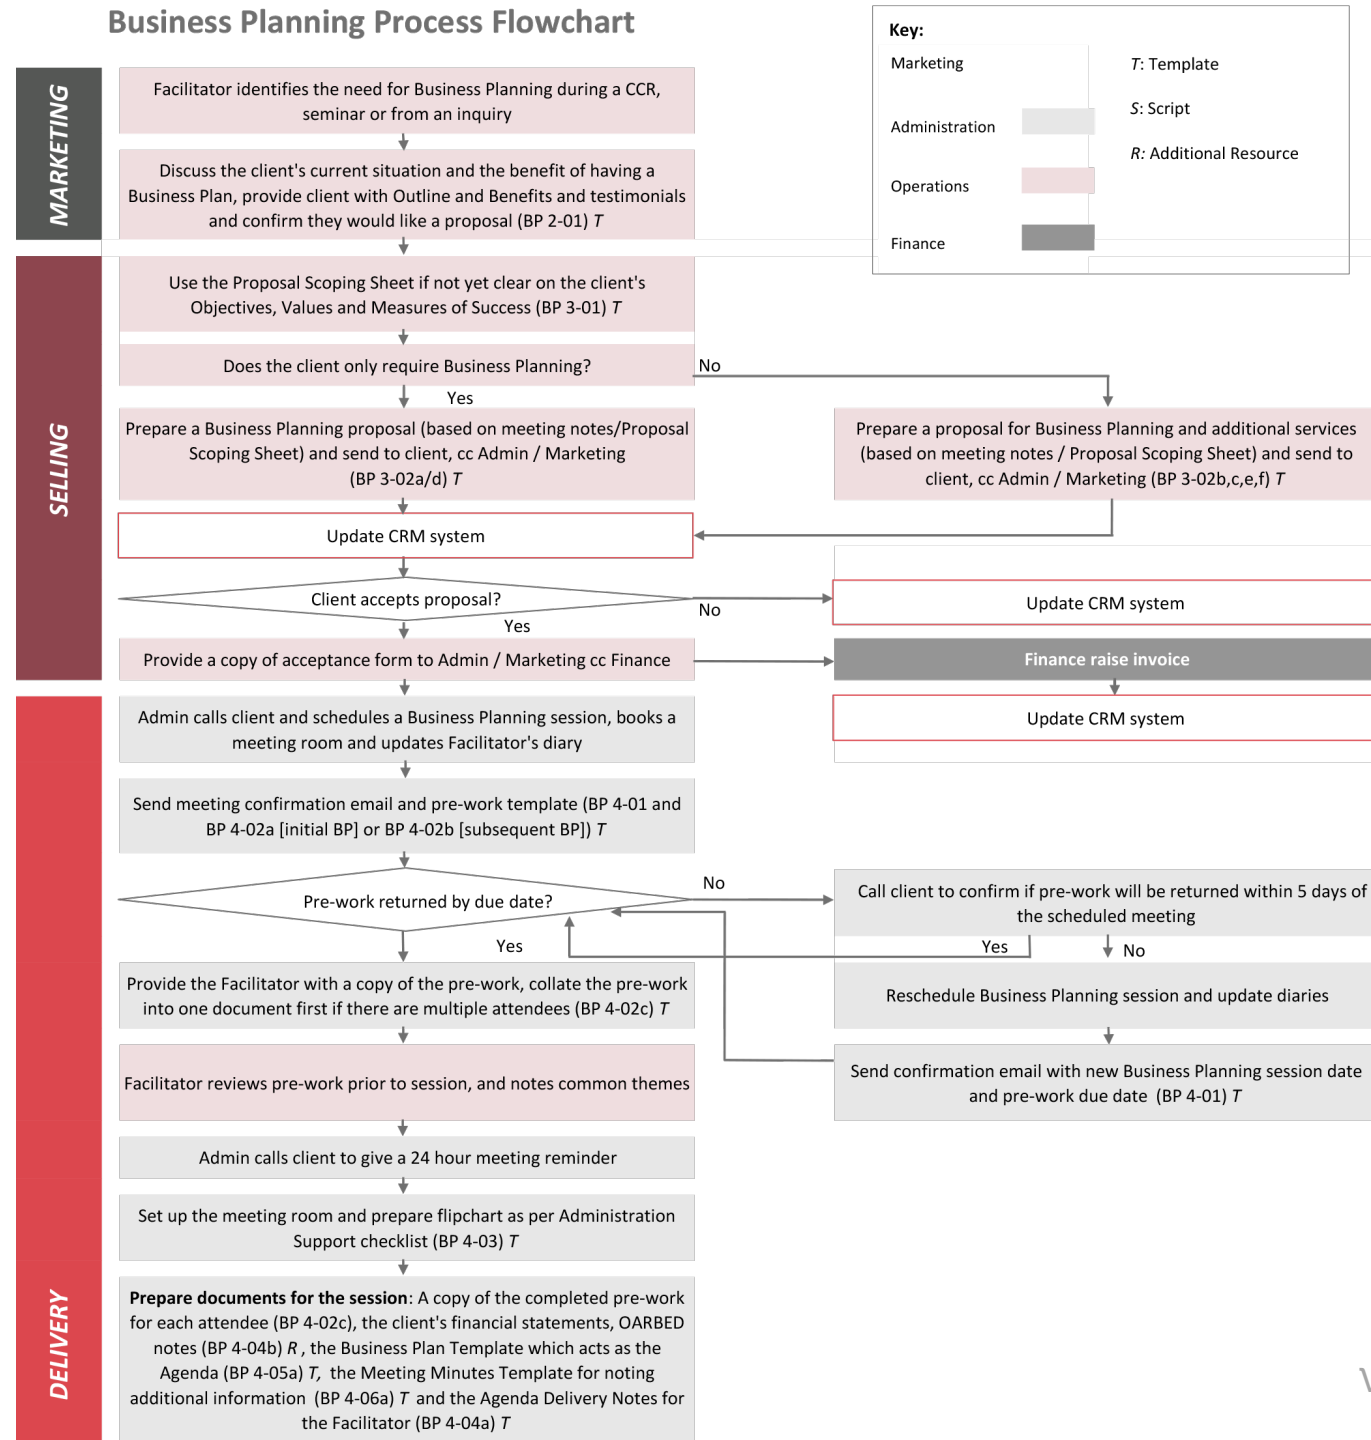 Business Planning Process Flowchart
Key:
Marketing
T: Template
S: Script
Administration
R: Additional Resource
Operations
Finance
MARKETING
Facilitator identifies the need for Business Planning during a CCR,
seminar or from an inquiry
Discuss the client's current situation and the benefit of having a
Business Plan, provide client with Outline and Benefits and testimonials
and confirm they would like a proposal (BP 2-01) T
SELLING
Use the Proposal Scoping Sheet if not yet clear on the client's
Objectives, Values and Measures of Success (BP 3-01) T
Does the client only require Business Planning?
No
Yes
Prepare a Business Planning proposal (based on meeting notes/Proposal
Scoping Sheet) and send to client, cc Admin / Marketing
(BP 3-02a/d) T
Prepare a proposal for Business Planning and additional services
(based on meeting notes / Proposal Scoping Sheet) and send to
client, cc Admin / Marketing (BP 3-02b,c,e,f) T
Update CRM system
Client accepts proposal?
No
Update CRM system
Yes
Provide a copy of acceptance form to Admin / Marketing cc Finance
Finance raise invoice
Update CRM system
DELIVERY
Admin calls client and schedules a Business Planning session, books a
meeting room and updates Facilitator's diary
Send meeting confirmation email and pre-work template (BP 4-01 and
BP 4-02a [initial BP] or BP 4-02b [subsequent BP]) T
Pre-work returned by due date?
No
Call client to confirm if pre-work will be returned within 5 days of
the scheduled meeting
Yes
Yes
No
Provide the Facilitator with a copy of the pre-work, collate the pre-work
into one document first if there are multiple attendees (BP 4-02c) T
Reschedule Business Planning session and update diaries
Facilitator reviews pre-work prior to session, and notes common themes
Send confirmation email with new Business Planning session date
and pre-work due date (BP 4-01) T
Admin calls client to give a 24 hour meeting reminder
Set up the meeting room and prepare flipchart as per Administration
Support checklist (BP 4-03) T
Prepare documents for the session: A copy of the completed pre-work
for each attendee (BP 4-02c), the client's financial statements, OARBED
notes (BP 4-04b) R , the Business Plan Template which acts as the
Agenda (BP 4-05a) T, the Meeting Minutes Template for noting
additional information (BP 4-06a) T and the Agenda Delivery Notes for
the Facilitator (BP 4-04a) T